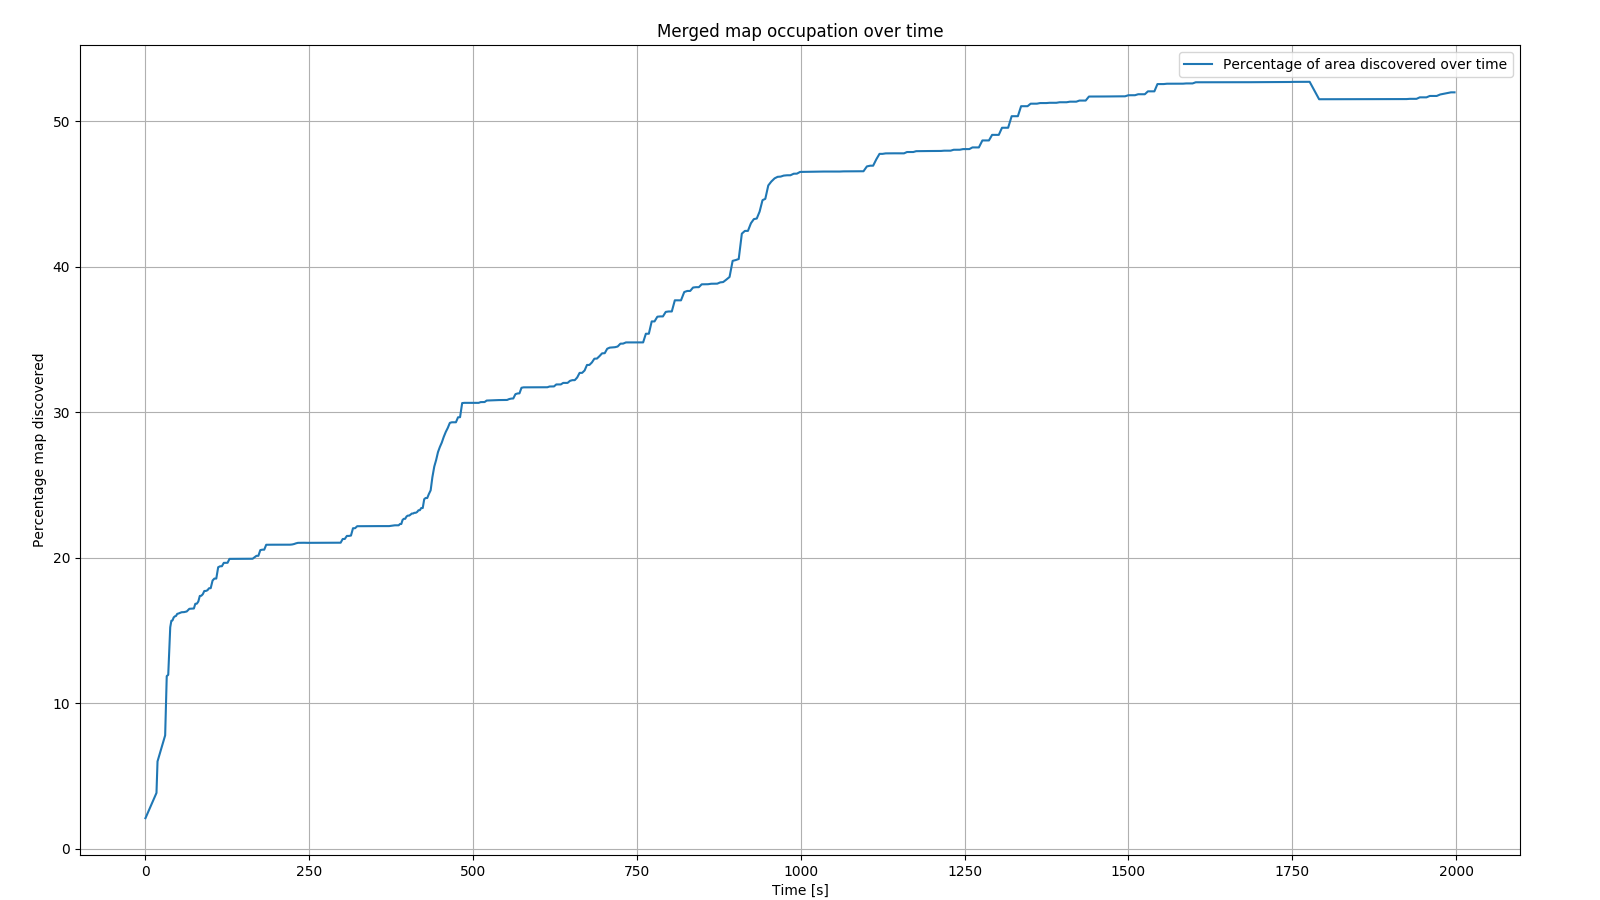 Merged map occupation over time
Percentage of area discovered over time
Percentage map discovered
50
40
30
20
10
0
0 250 500 750 1000 1250 1500 1750 2000
Time [s]